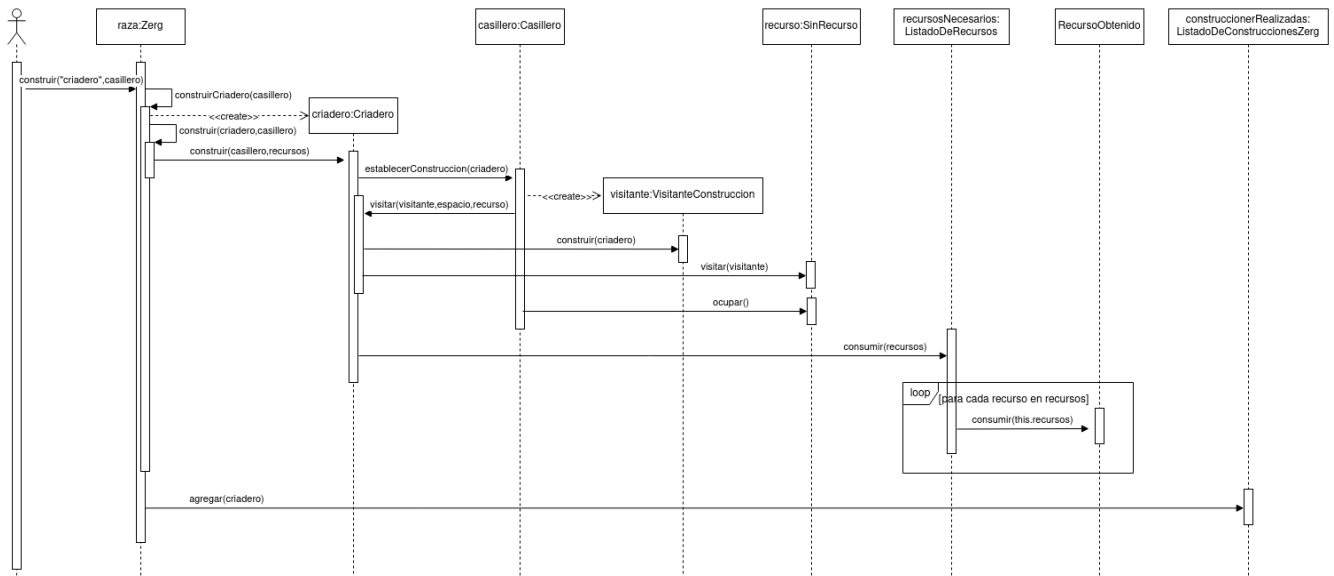 raza:Zerg
casillero:Casillero
recurso:SinRecurso
recursosNecesarios:
ListadoDeRecursos
RecursoObtenido
construccionerRealizadas:
ListadoDeConstruccionesZerg
construir("criadero",casillero)
construirCriadero(casillero)
<<create>>
criadero:Criadero
construir(criadero,casillero)
construir(casillero,recursos)
establecerConstruccion(criadero)
<<create>>
visitante:VisitanteConstruccion
visitar(visitante,espacio,recurso)
construir(criadero)
visitar(visitante)
ocupar()
consumir(recursos)
loop
[para cada recurso en recursos]
consumir(this.recursos)
agregar(criadero)